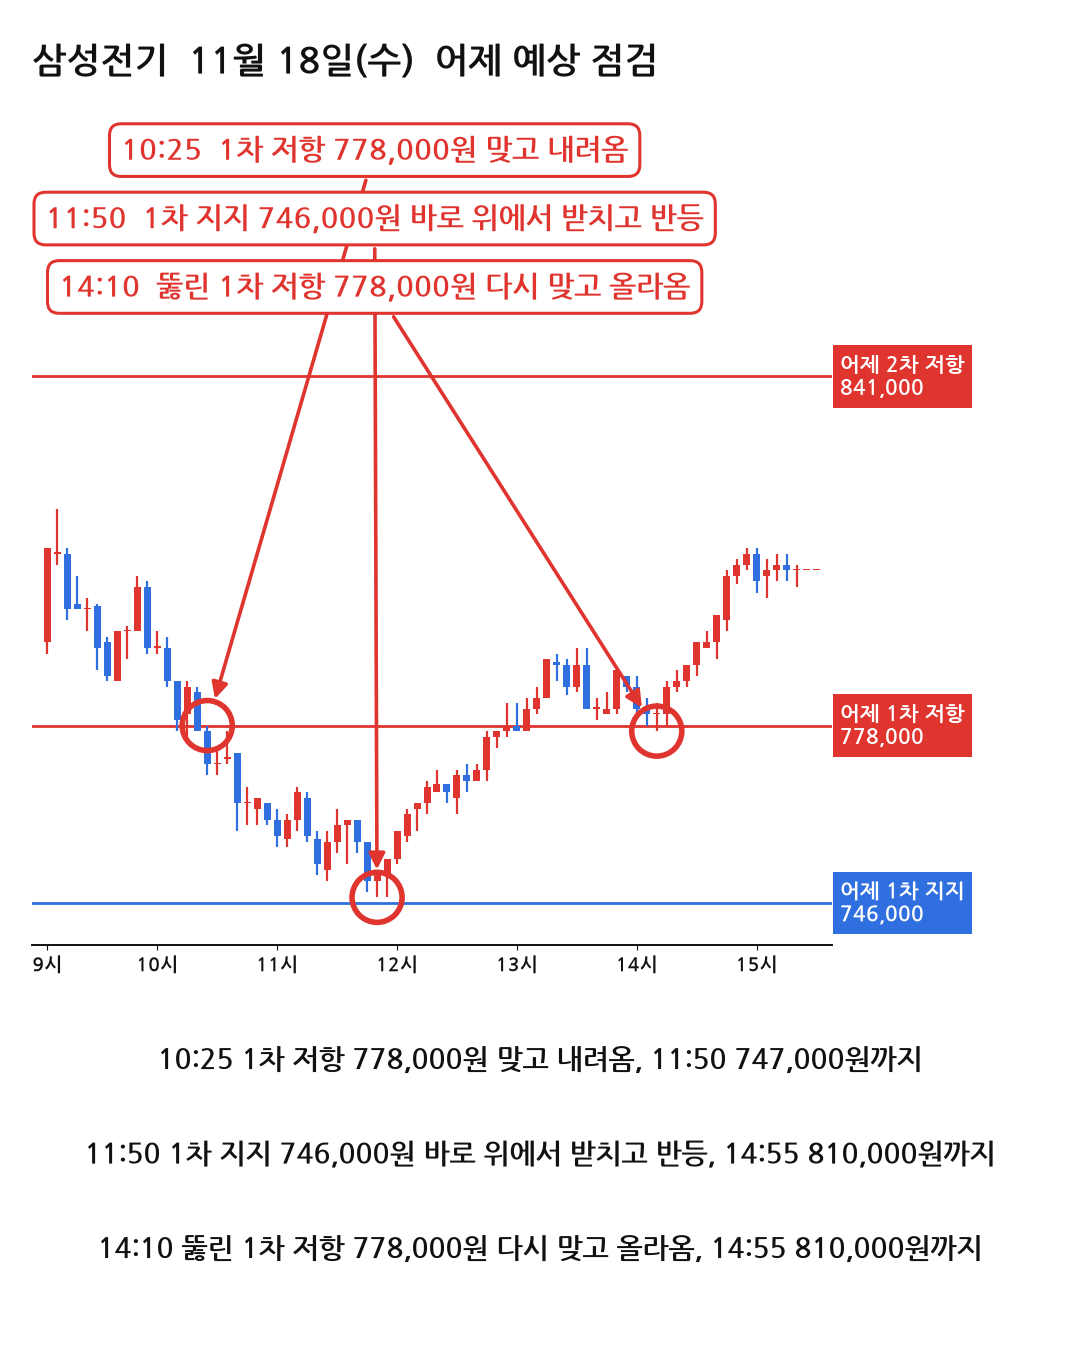 삼성전기 11월 18일(수) 어제 예상 점검
10:25 1차 저항 778,000원 맞고 내려옴
11:50 1차 지지 746,000원 바로 위에서 받치고 반등
14:10 뚫린 1차 저항 778,000원 다시 맞고 올라옴
어제 2차 저항
841,000
어제 1차 저항
778,000
어제 1차 지지
746,000
9시 10시 11시 12시 13시 14시 15시
10:25 1차 저항 778,000원 맞고 내려옴, 11:50 747,000원까지
11:50 1차 지지 746,000원 바로 위에서 받치고 반등, 14:55 810,000원까지
14:10 뚫린 1차 저항 778,000원 다시 맞고 올라옴, 14:55 810,000원까지